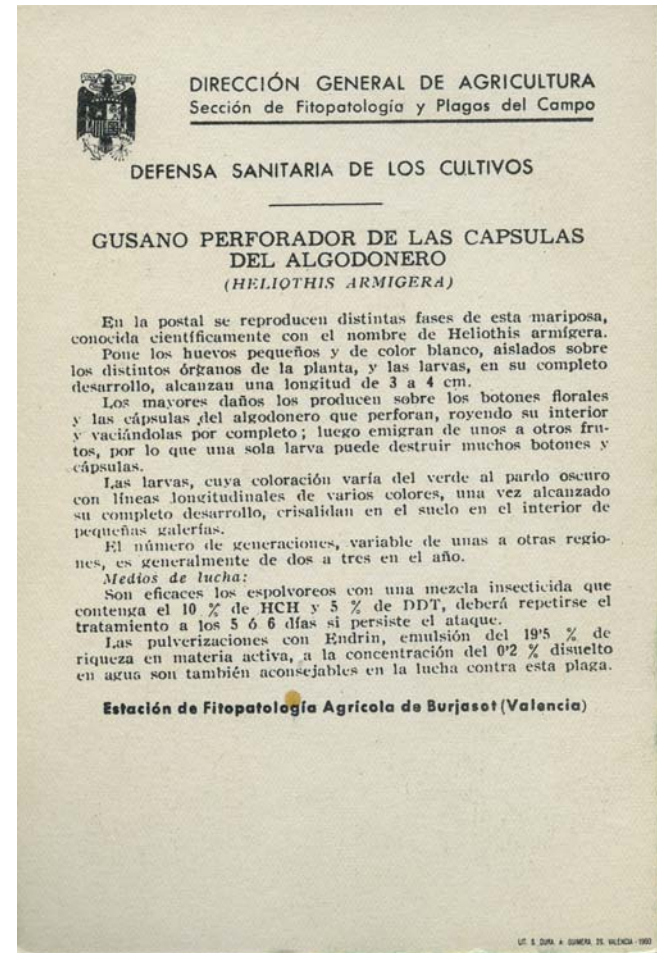 DIRECCIÓN GENERAL DE AGRICULTURA
Sección de Fitopatología y Plagas del Campo
DEFENSA SANITARIA DE LOS CULTIVOS
GUSANO PERFORADOR DE LAS CAPSULAS
DEL ALGODONERO
(HELIOTHIS ARMIGERA)
En la postal se reproducen distintas fases de esta mariposa,
conocida científicamente con el nombre de Heliothis armígera.
Pone los huevos pequeños y de color blanco, aislados sobre
los distintos órganos de la planta, y las larvas, en su completo
desarrollo, alcanzan una longitud de 3 a 4 cm.
Los mayores daños los producen sobre los botones florales
y las cápsulas del algodonero que perforan, royendo su interior
y vaciándolas por completo; luego emigran de unos a otros fru-
tos, por lo que una sola larva puede destruir muchos botones y
cápsulas.
Las larvas, cuya coloración varía del verde al pardo oscuro
con líneas longitudinales de varios colores, una vez alcanzado
su completo desarrollo, crisalidan en el suelo en el interior de
pequeñas galerías.
El número de generaciones, variable de unas a otras regio-
nes, es generalmente de dos a tres en el año.
Medios de lucha:
Son eficaces los espolvoreos con una mezcla insecticida que
contenga el 10 % de HCH y 5 % de DDT, deberá repetirse el
tratamiento a los 5 ó 6 días si persiste el ataque.
Las pulverizaciones con Endrin, emulsión del 19'5 % de
riqueza en materia activa, a la concentración del 0'2 % disuelto
en agua son también aconsejables en la lucha contra esta plaga.
Estación de Fitopatología Agrícola de Burjasot (Valencia)
LIT. S. DURA. A. GUIMERA, 25. VALENCIA - 1960